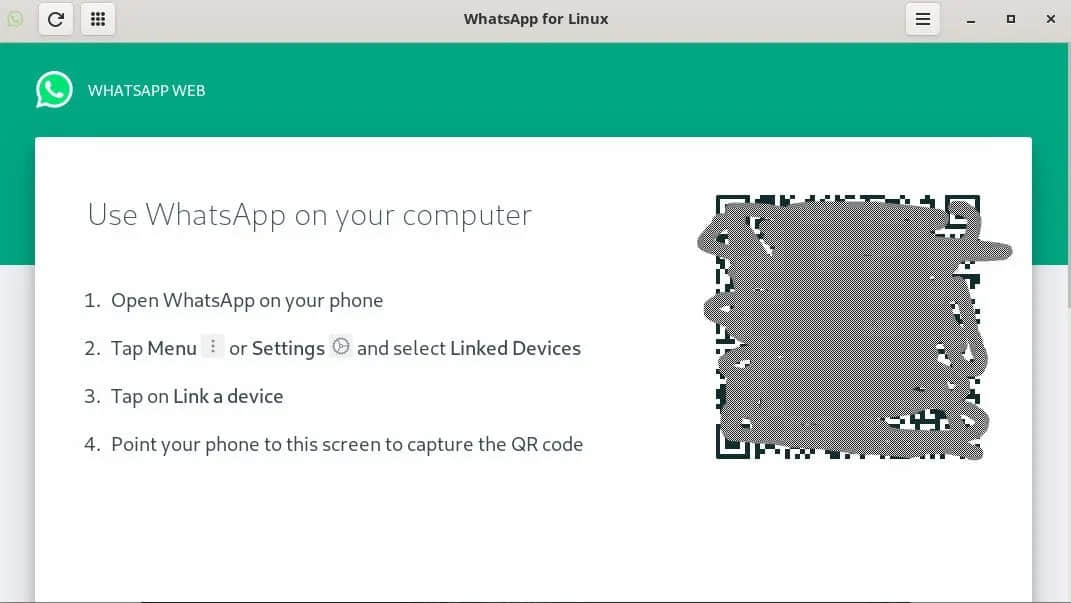 WhatsApp for Linux
WHATSAPP WEB
Use WhatsApp on your computer
1. Open WhatsApp on your phone
2. Tap Menu or Settings and select Linked Devices
3. Tap on Link a device
4. Point your phone to this screen to capture the QR code